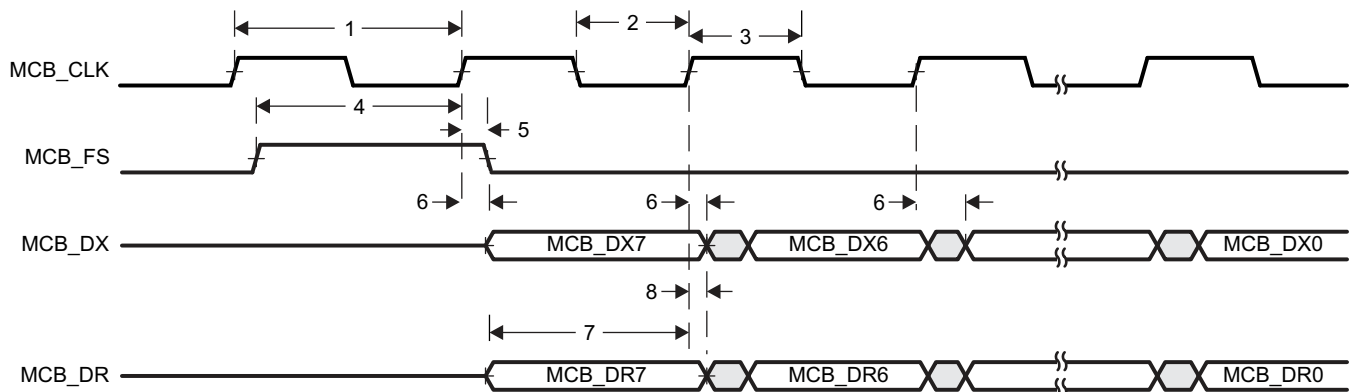 1
2
3
MCB_CLK
4
5
MCB_FS
6
6
6
MCB_DX
MCB_DX7
MCB_DX6
MCB_DX0
8
7
MCB_DR
MCB_DR7
MCB_DR6
MCB_DR0